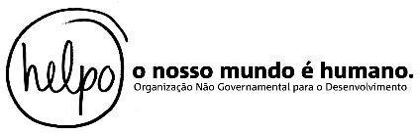 helpo
o nosso mundo é humano.
Organização Não Governamental para o Desenvolvimento